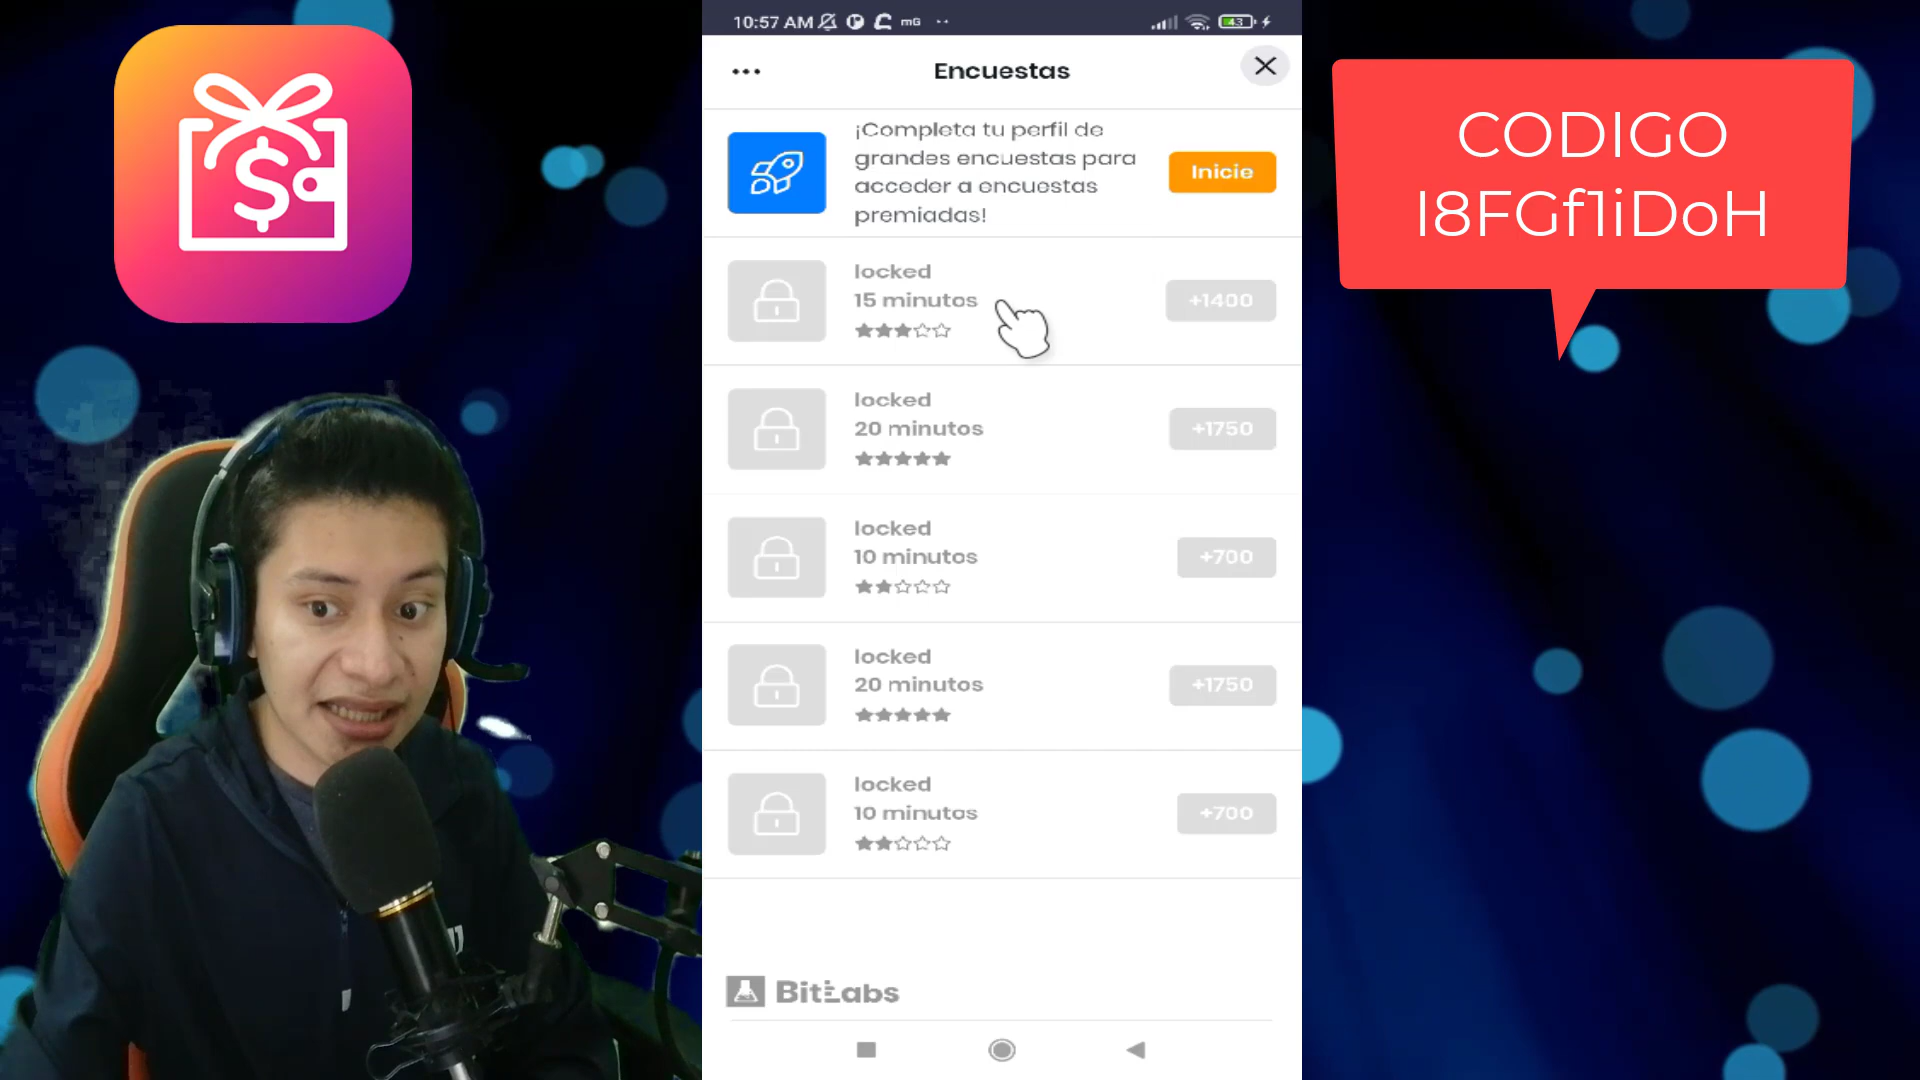 10:57 AM mG 43
Encuestas
¡Completa tu perfil de
grandes encuestas para
acceder a encuestas
premiadas!
Inicie
locked
15 minutos
+1400
locked
20 minutos
+1750
locked
10 minutos
+700
locked
20 minutos
+1750
locked
10 minutos
+700
BitLabs
CODIGO
I8FGf1iDoH